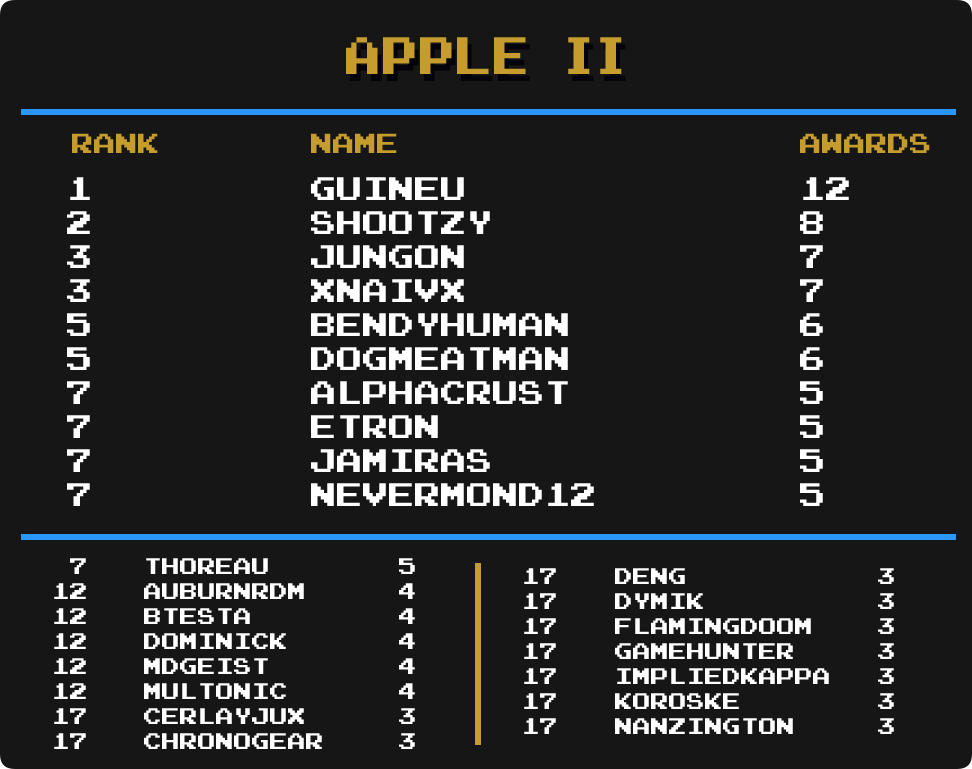 APPLE II
RANK NAME AWARDS
1 GUINEU 12
2 SHOOTZY 8
3 JUNGON 7
3 XNAIVX 7
5 BENDYHUMAN 6
5 DOGMEATMAN 6
7 ALPHACRUST 5
7 ETRON 5
7 JAMIRAS 5
7 NEVERMOND12 5
7 THOREAU 5
12 AUBURNRDM 4
12 BTESTA 4
12 DOMINICK 4
12 MDGEIST 4
12 MULTONIC 4
17 CERLAYJUX 3
17 CHRONOGEAR 3
17 DENG 3
17 DYMIK 3
17 FLAMINGDOOM 3
17 GAMEHUNTER 3
17 IMPLIEDKAPPA 3
17 KOROSKE 3
17 NANZINGTON 3